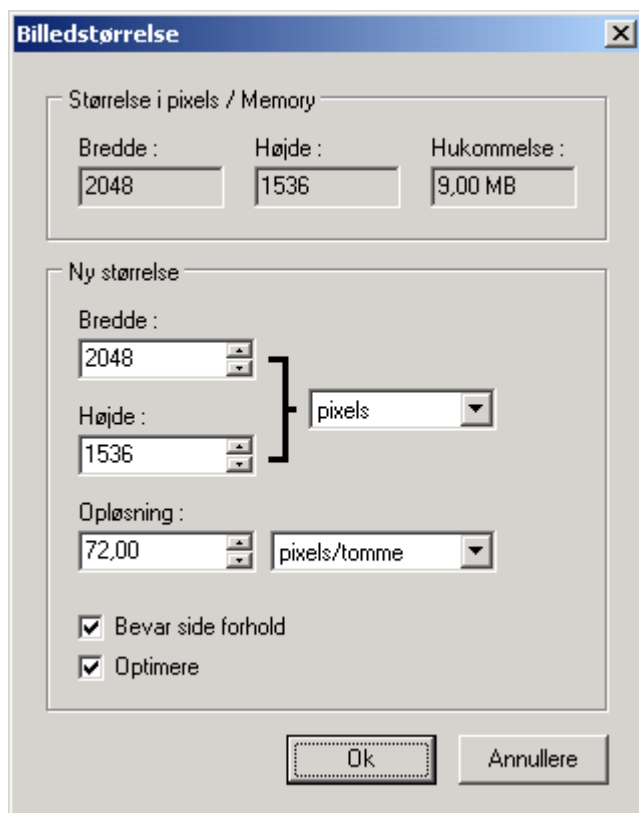 Billedstørrelse
Størrelse i pixels / Memory
Bredde : Højde : Hukommelse :
2048 1536 9,00 MB
Ny størrelse
Bredde :
2048
pixels
Højde :
1536
Opløsning :
72,00 pixels/tomme
Bevar side forhold
Optimere
Ok Annullere